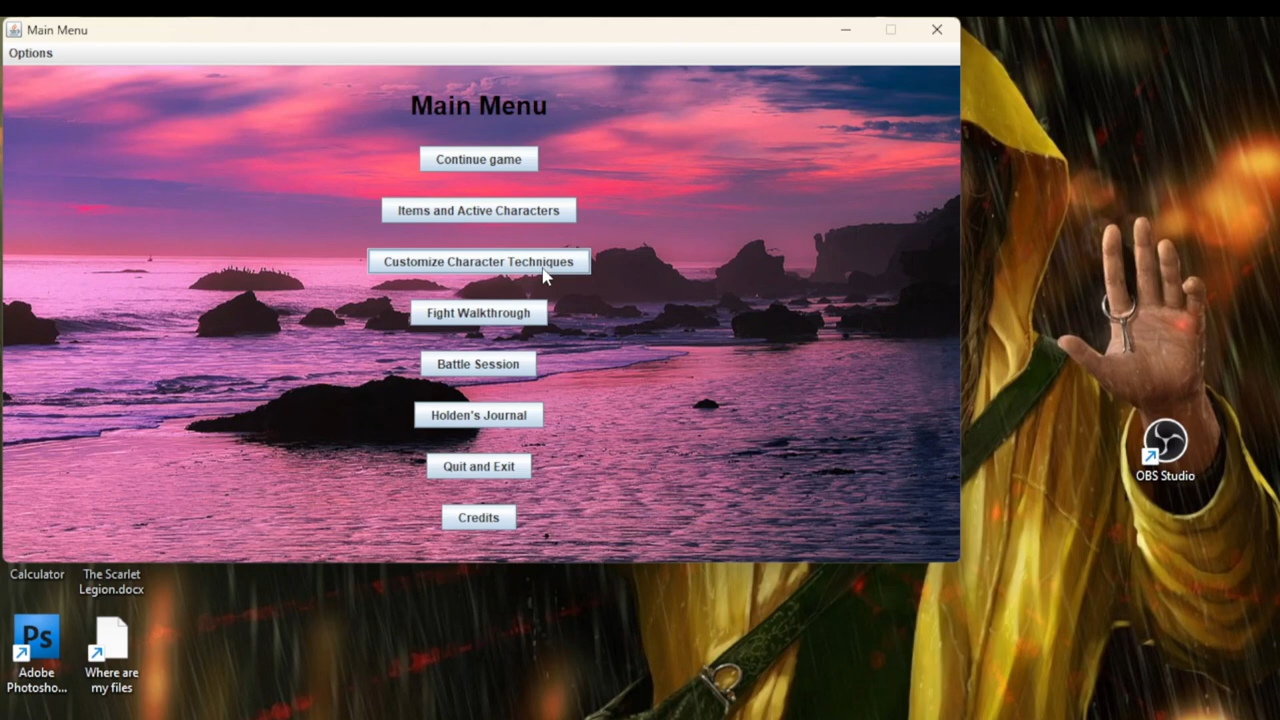 Main Menu
Options
Main Menu
Continue game
Items and Active Characters
Customize Character Techniques
Fight Walkthrough
Battle Session
Holden's Journal
Quit and Exit
Credits
OBS Studio
Calculator
The Scarlet
Legion.docx
Ps
Adobe
Photosho...
Where are
my files